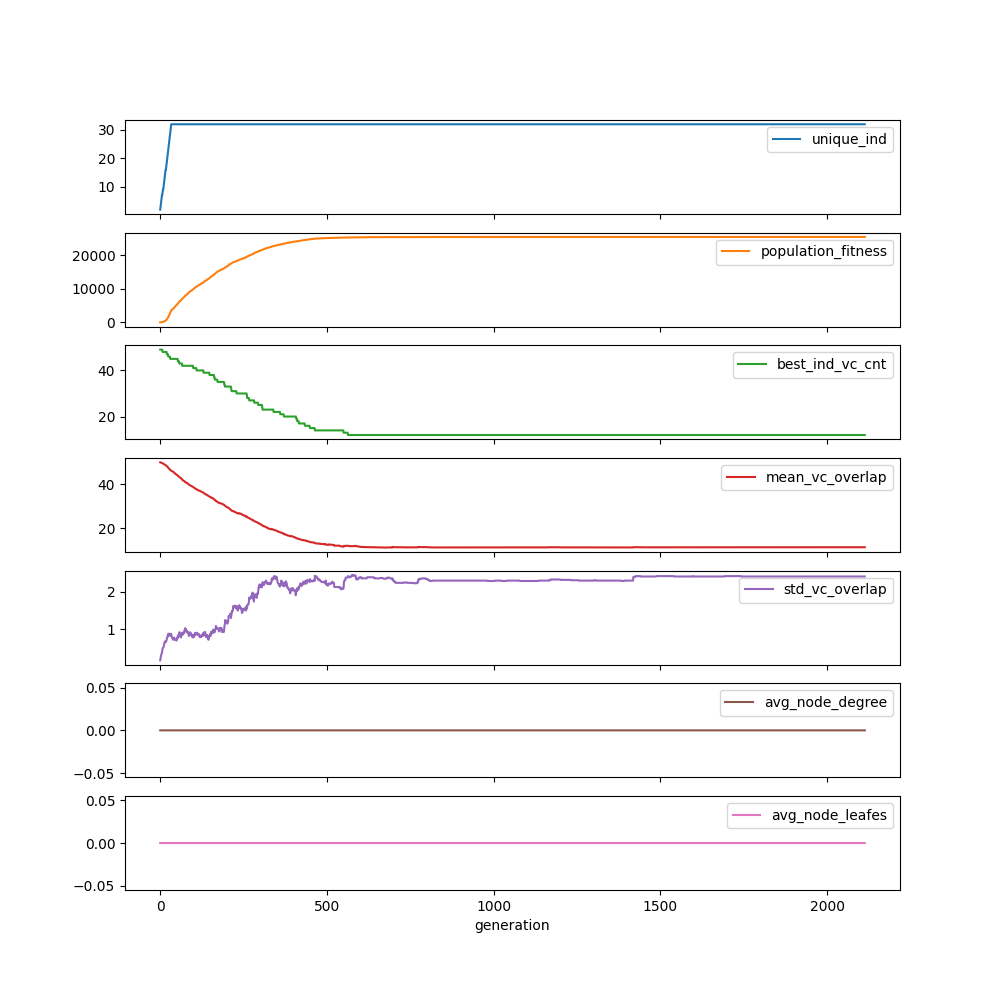 30
20
10
unique_ind
20000
10000
0
population_fitness
40
20
best_ind_vc_cnt
40
20
mean_vc_overlap
2
1
std_vc_overlap
0.05
0.00
−0.05
avg_node_degree
0.05
0.00
−0.05
avg_node_leafes
0 500 1000 1500 2000
generation